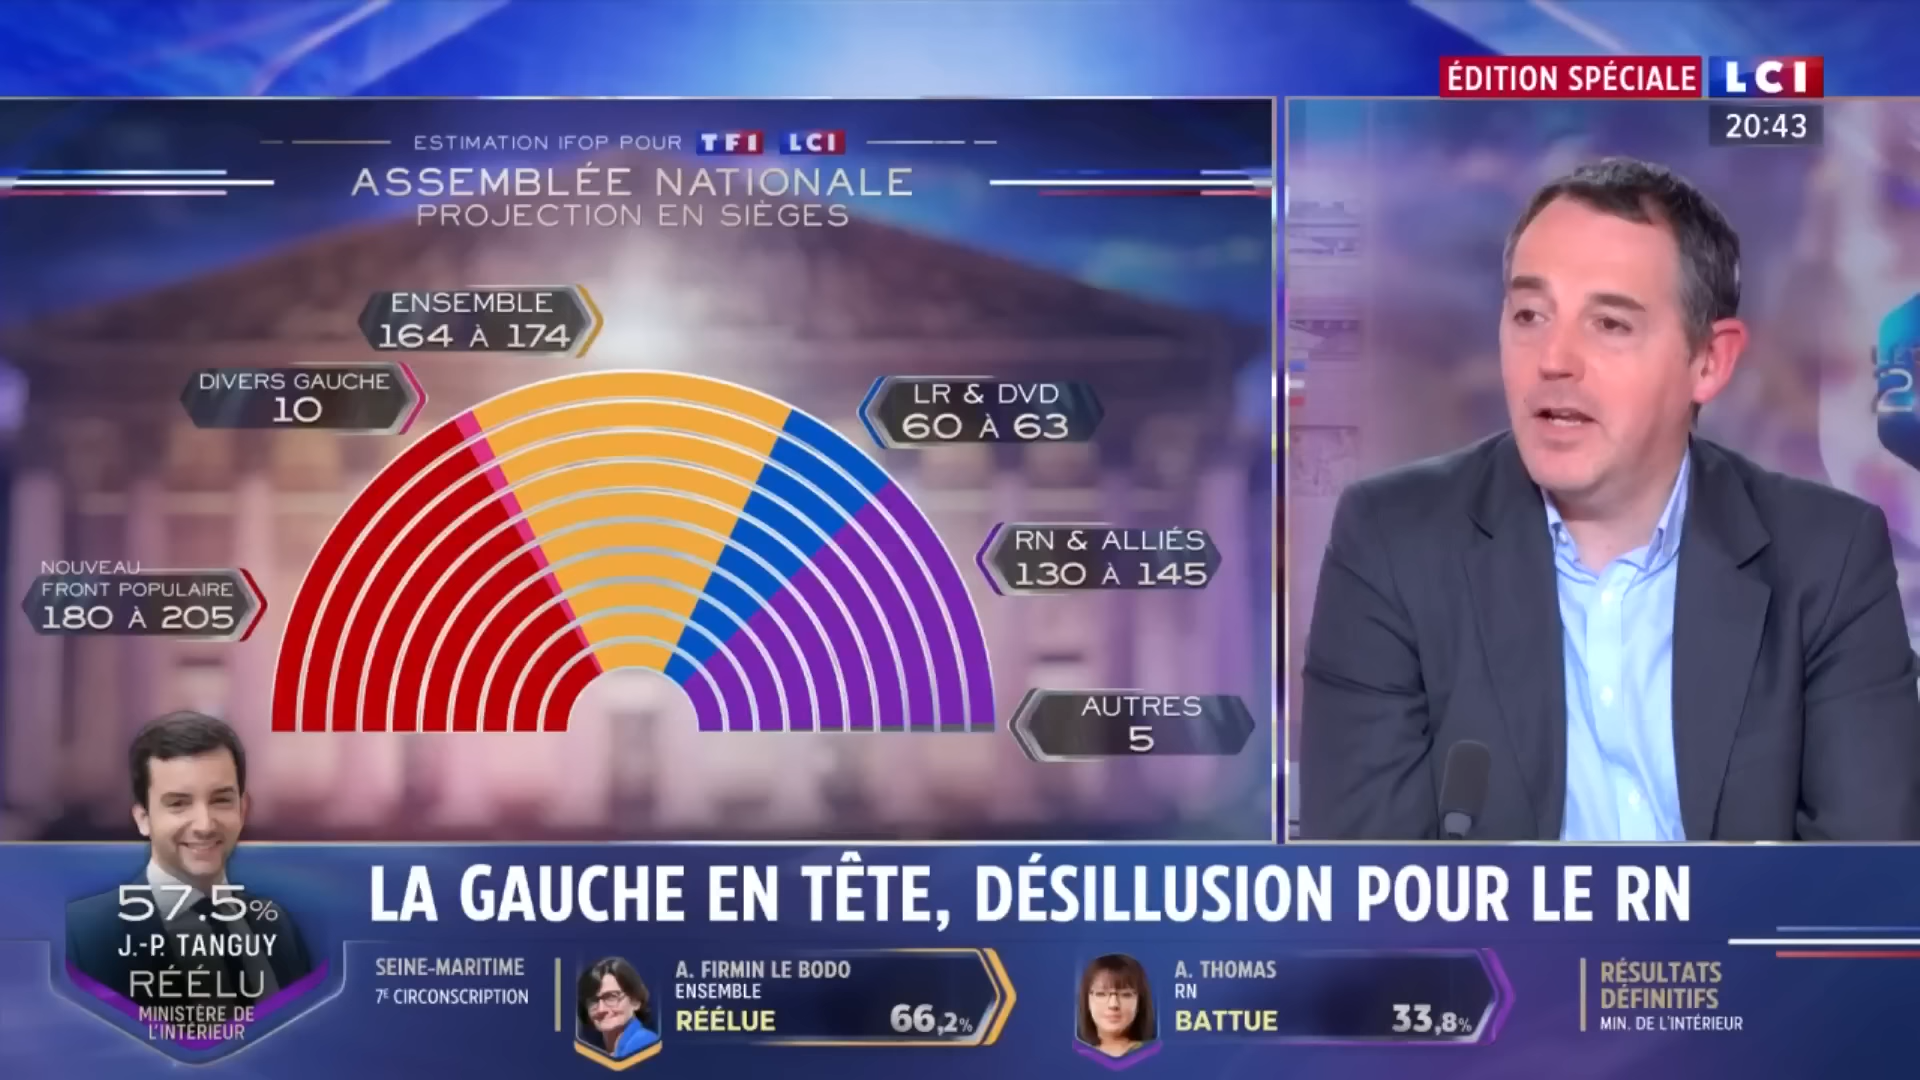 ÉDITION SPÉCIALE LCI
20:43
ESTIMATION IFOP POUR TF1 LCI
ASSEMBLÉE NATIONALE
PROJECTION EN SIÈGES
ENSEMBLE
164 À 174
DIVERS GAUCHE
10
LR & DVD
60 À 63
NOUVEAU
FRONT POPULAIRE
180 À 205
RN & ALLIÉS
130 À 145
AUTRES
5
LA GAUCHE EN TÊTE, DÉSILLUSION POUR LE RN
57.5%
J.-P. TANGUY
RÉÉLU
MINISTÈRE DE
L'INTÉRIEUR
SEINE-MARITIME
7E CIRCONSCRIPTION
A. FIRMIN LE BODO
ENSEMBLE
RÉÉLUE 66,2%
A. THOMAS
RN
BATTUE 33,8%
RÉSULTATS
DÉFINITIFS
MIN. DE L'INTÉRIEUR